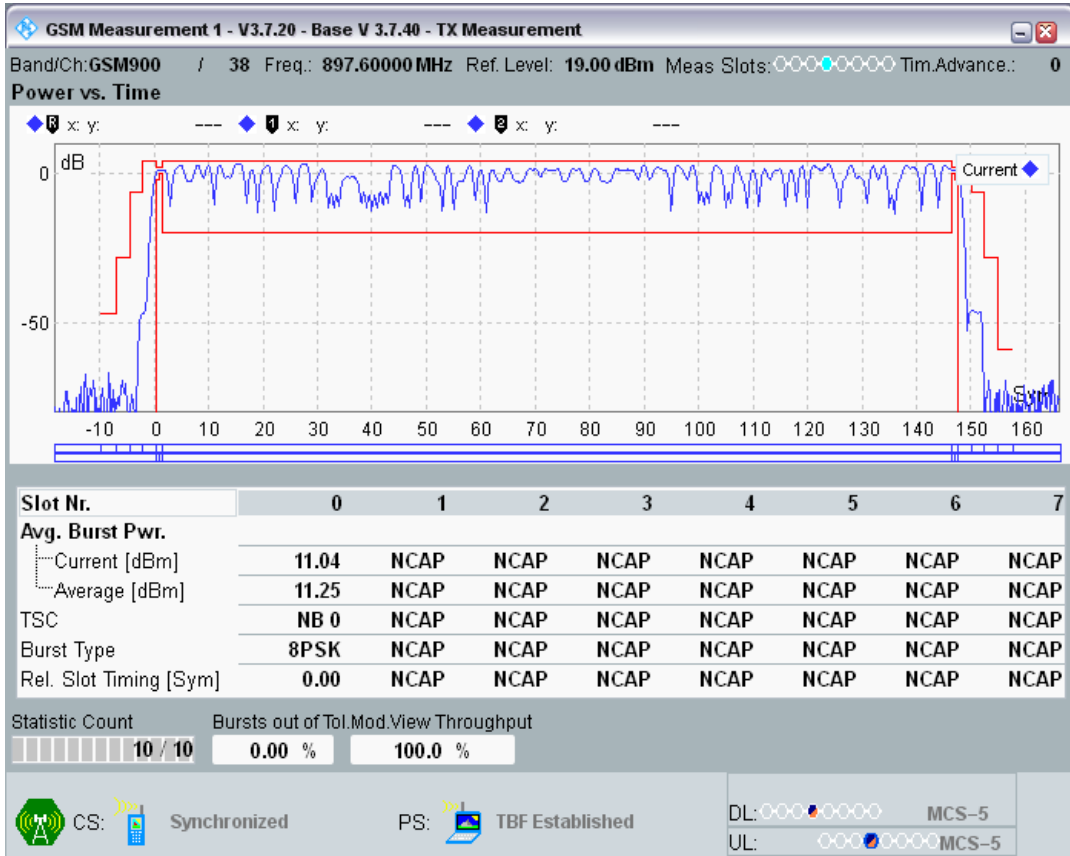 GSM Measurement 1 - V3.7.20 - Base V 3.7.40 - TX Measurement
Band/Ch:GSM900 / 38 Freq.: 897.60000 MHz Ref. Level: 19.00 dBm Meas Slots: Tim.Advance.: 0
Power vs. Time
R x: y: --- 1 x: y: --- 2 x: y: ---
dB
Current
0
-50
Sym
-10 0 10 20 30 40 50 60 70 80 90 100 110 120 130 140 150 160
Slot Nr. 0 1 2 3 4 5 6 7
Avg. Burst Pwr.
Current [dBm] 11.04 NCAP NCAP NCAP NCAP NCAP NCAP NCAP
Average [dBm] 11.25 NCAP NCAP NCAP NCAP NCAP NCAP NCAP
TSC NB 0 NCAP NCAP NCAP NCAP NCAP NCAP NCAP
Burst Type 8PSK NCAP NCAP NCAP NCAP NCAP NCAP NCAP
Rel. Slot Timing [Sym] 0.00 NCAP NCAP NCAP NCAP NCAP NCAP NCAP
Statistic Count Bursts out of Tol.Mod.View Throughput
10 / 10 0.00 % 100.0 %
CS: Synchronized PS: TBF Established
DL: MCS-5
UL: MCS-5